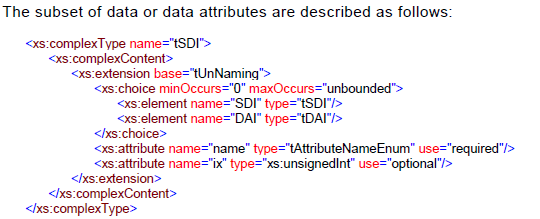 The subset of data or data attributes are described as follows:
<xs:complexType name="tSDI">
<xs:complexContent>
<xs:extension base="tUnNaming">
<xs:choice minOccurs="0" maxOccurs="unbounded">
<xs:element name="SDI" type="tSDI"/>
<xs:element name="DAI" type="tDAI"/>
</xs:choice>
<xs:attribute name="name" type="tAttributeNameEnum" use="required"/>
<xs:attribute name="ix" type="xs:unsignedInt" use="optional"/>
</xs:extension>
</xs:complexContent>
</xs:complexType>